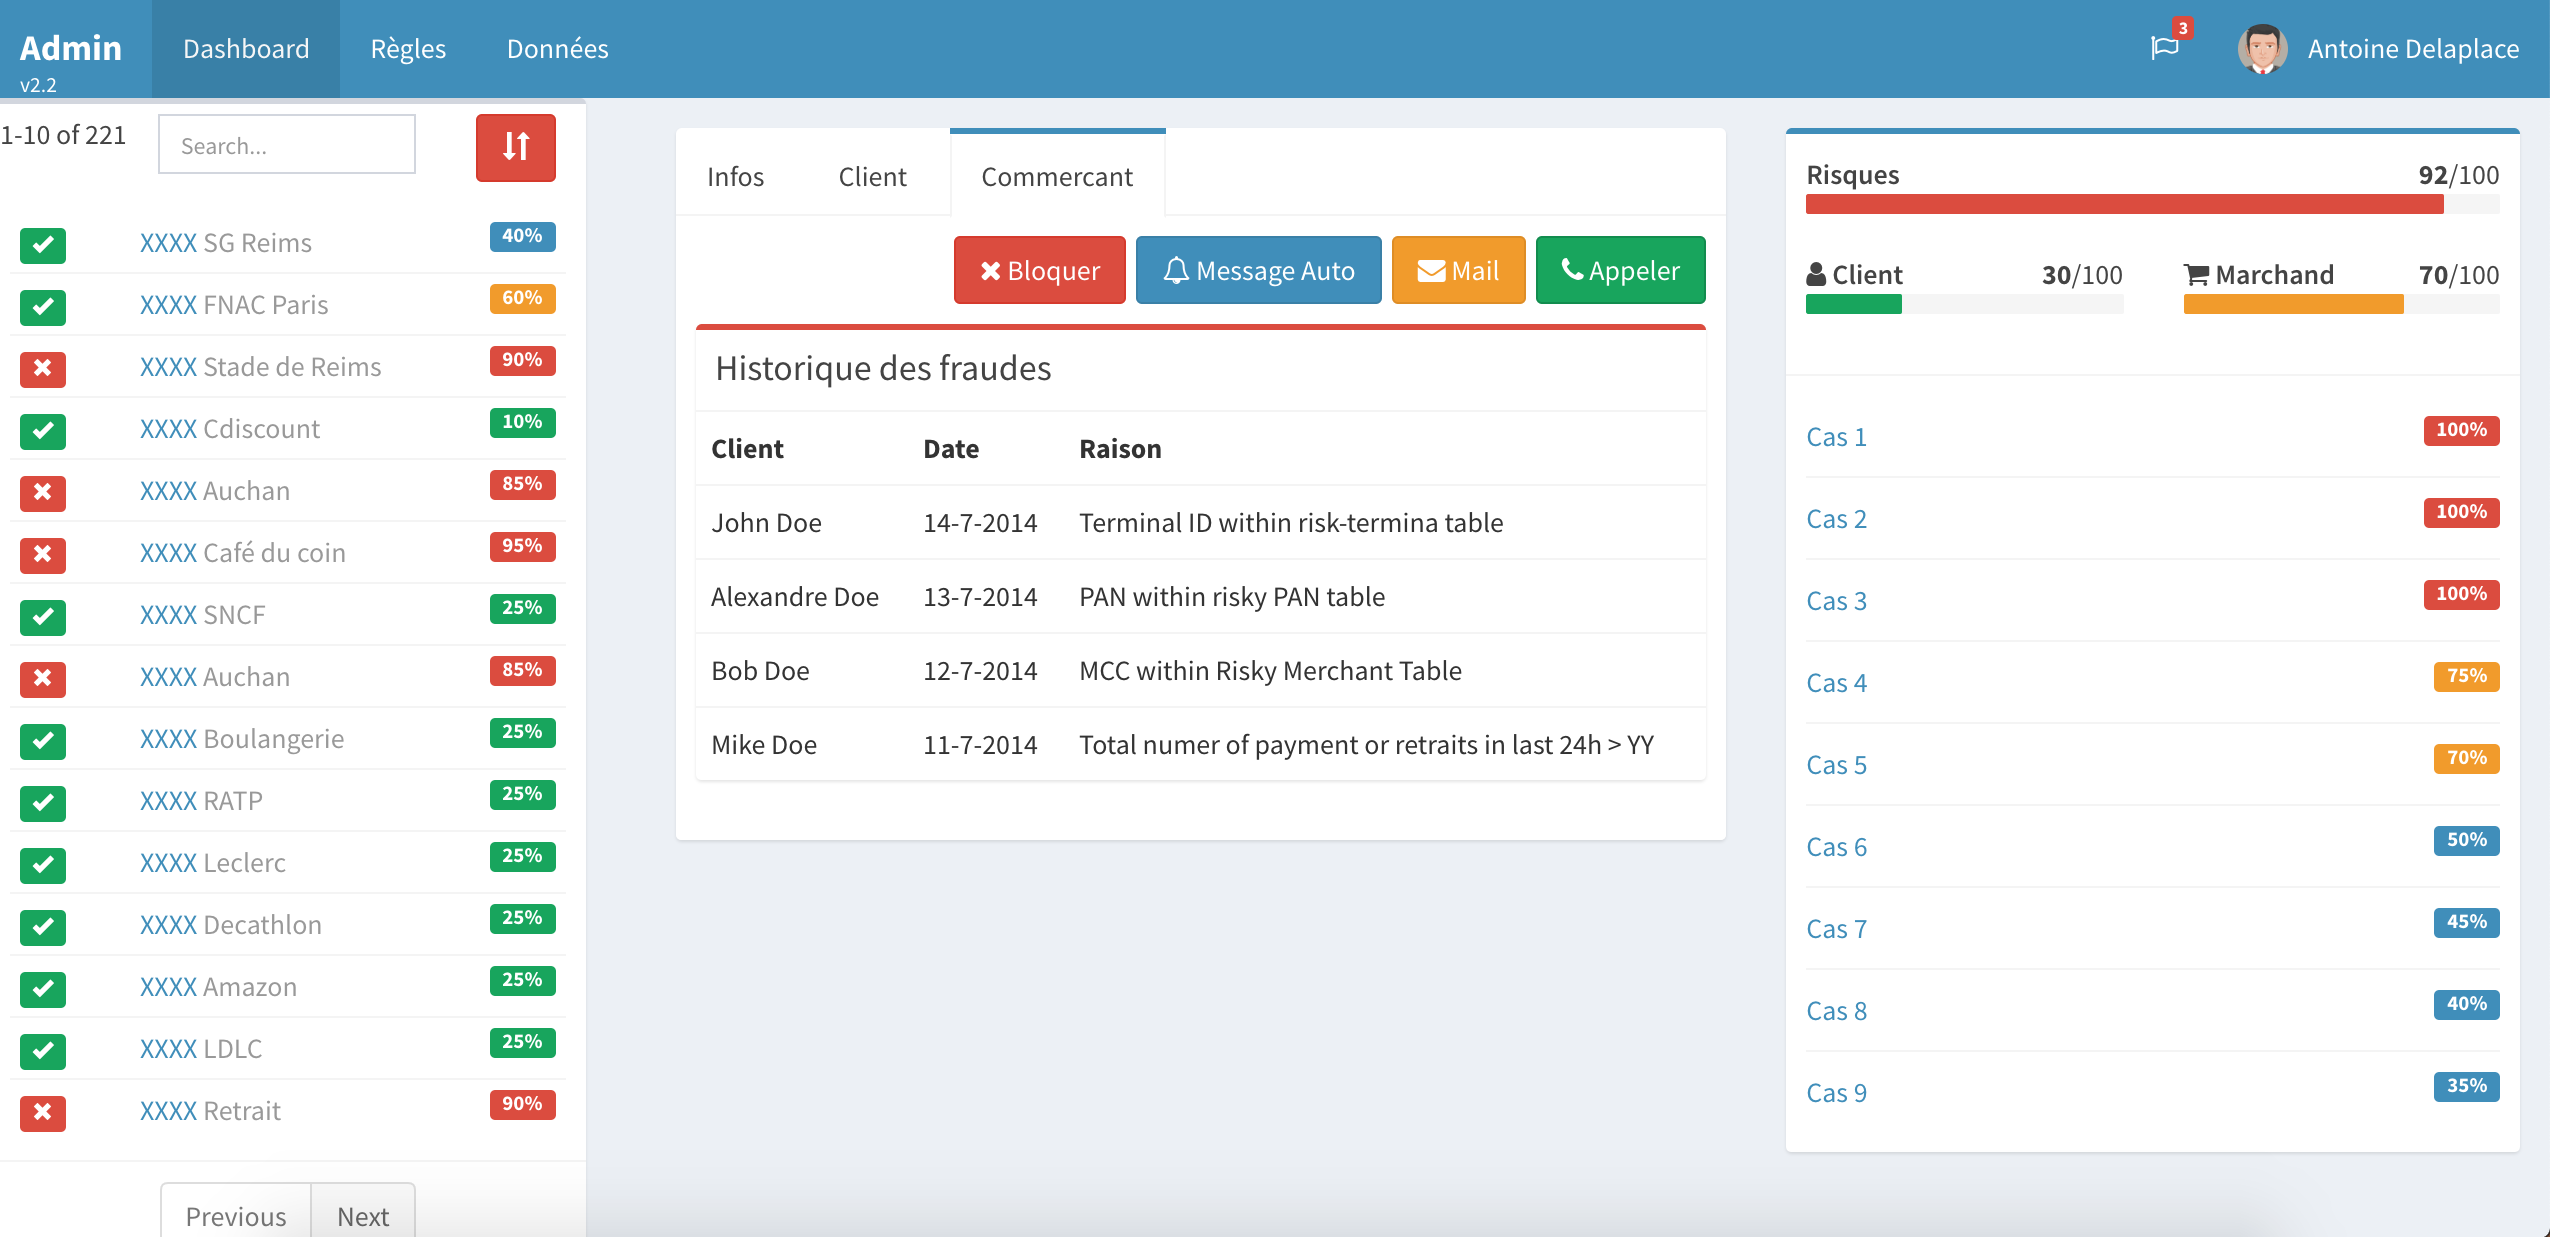 Admin
v2.2
Dashboard
Règles
Données
3
Antoine Delaplace
1-10 of 221
Search...
XXXX SG Reims 40%
XXXX FNAC Paris 60%
XXXX Stade de Reims 90%
XXXX Cdiscount 10%
XXXX Auchan 85%
XXXX Café du coin 95%
XXXX SNCF 25%
XXXX Auchan 85%
XXXX Boulangerie 25%
XXXX RATP 25%
XXXX Leclerc 25%
XXXX Decathlon 25%
XXXX Amazon 25%
XXXX LDLC 25%
XXXX Retrait 90%
Previous Next
Infos Client Commercant
Bloquer Message Auto Mail Appeler
Historique des fraudes
Client Date Raison
John Doe 14-7-2014 Terminal ID within risk-termina table
Alexandre Doe 13-7-2014 PAN within risky PAN table
Bob Doe 12-7-2014 MCC within Risky Merchant Table
Mike Doe 11-7-2014 Total numer of payment or retraits in last 24h > YY
Risques 92/100
Client 30/100 Marchand 70/100
Cas 1 100%
Cas 2 100%
Cas 3 100%
Cas 4 75%
Cas 5 70%
Cas 6 50%
Cas 7 45%
Cas 8 40%
Cas 9 35%